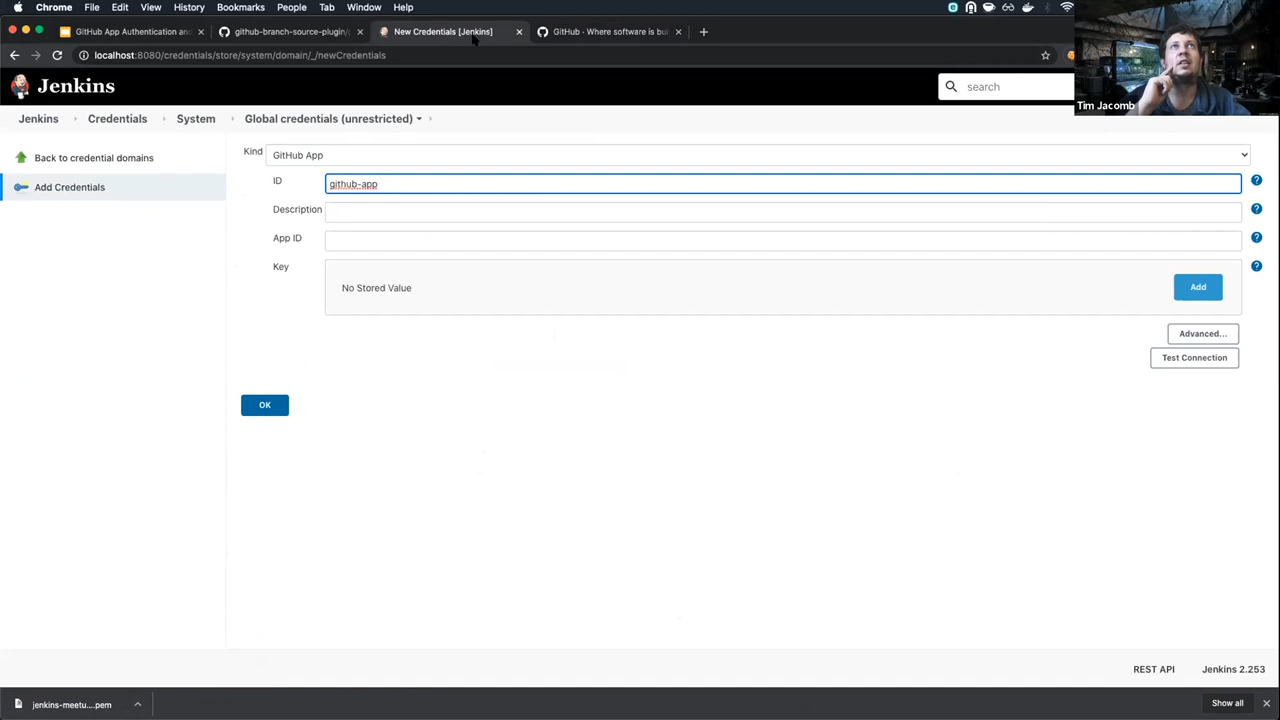 Chrome File Edit View History Bookmarks People Tab Window Help
GitHub App Authentication and
github-branch-source-plugin/
New Credentials [Jenkins]
GitHub · Where software is bui
localhost:8080/credentials/store/system/domain/_/newCredentials
Jenkins
search
Tim Jacomb
Jenkins Credentials System Global credentials (unrestricted)
Back to credential domains
Add Credentials
Kind GitHub App
ID github-app
Description
App ID
Key
No Stored Value
Add
Advanced...
Test Connection
OK
REST API Jenkins 2.253
jenkins-meetu....pem
Show all